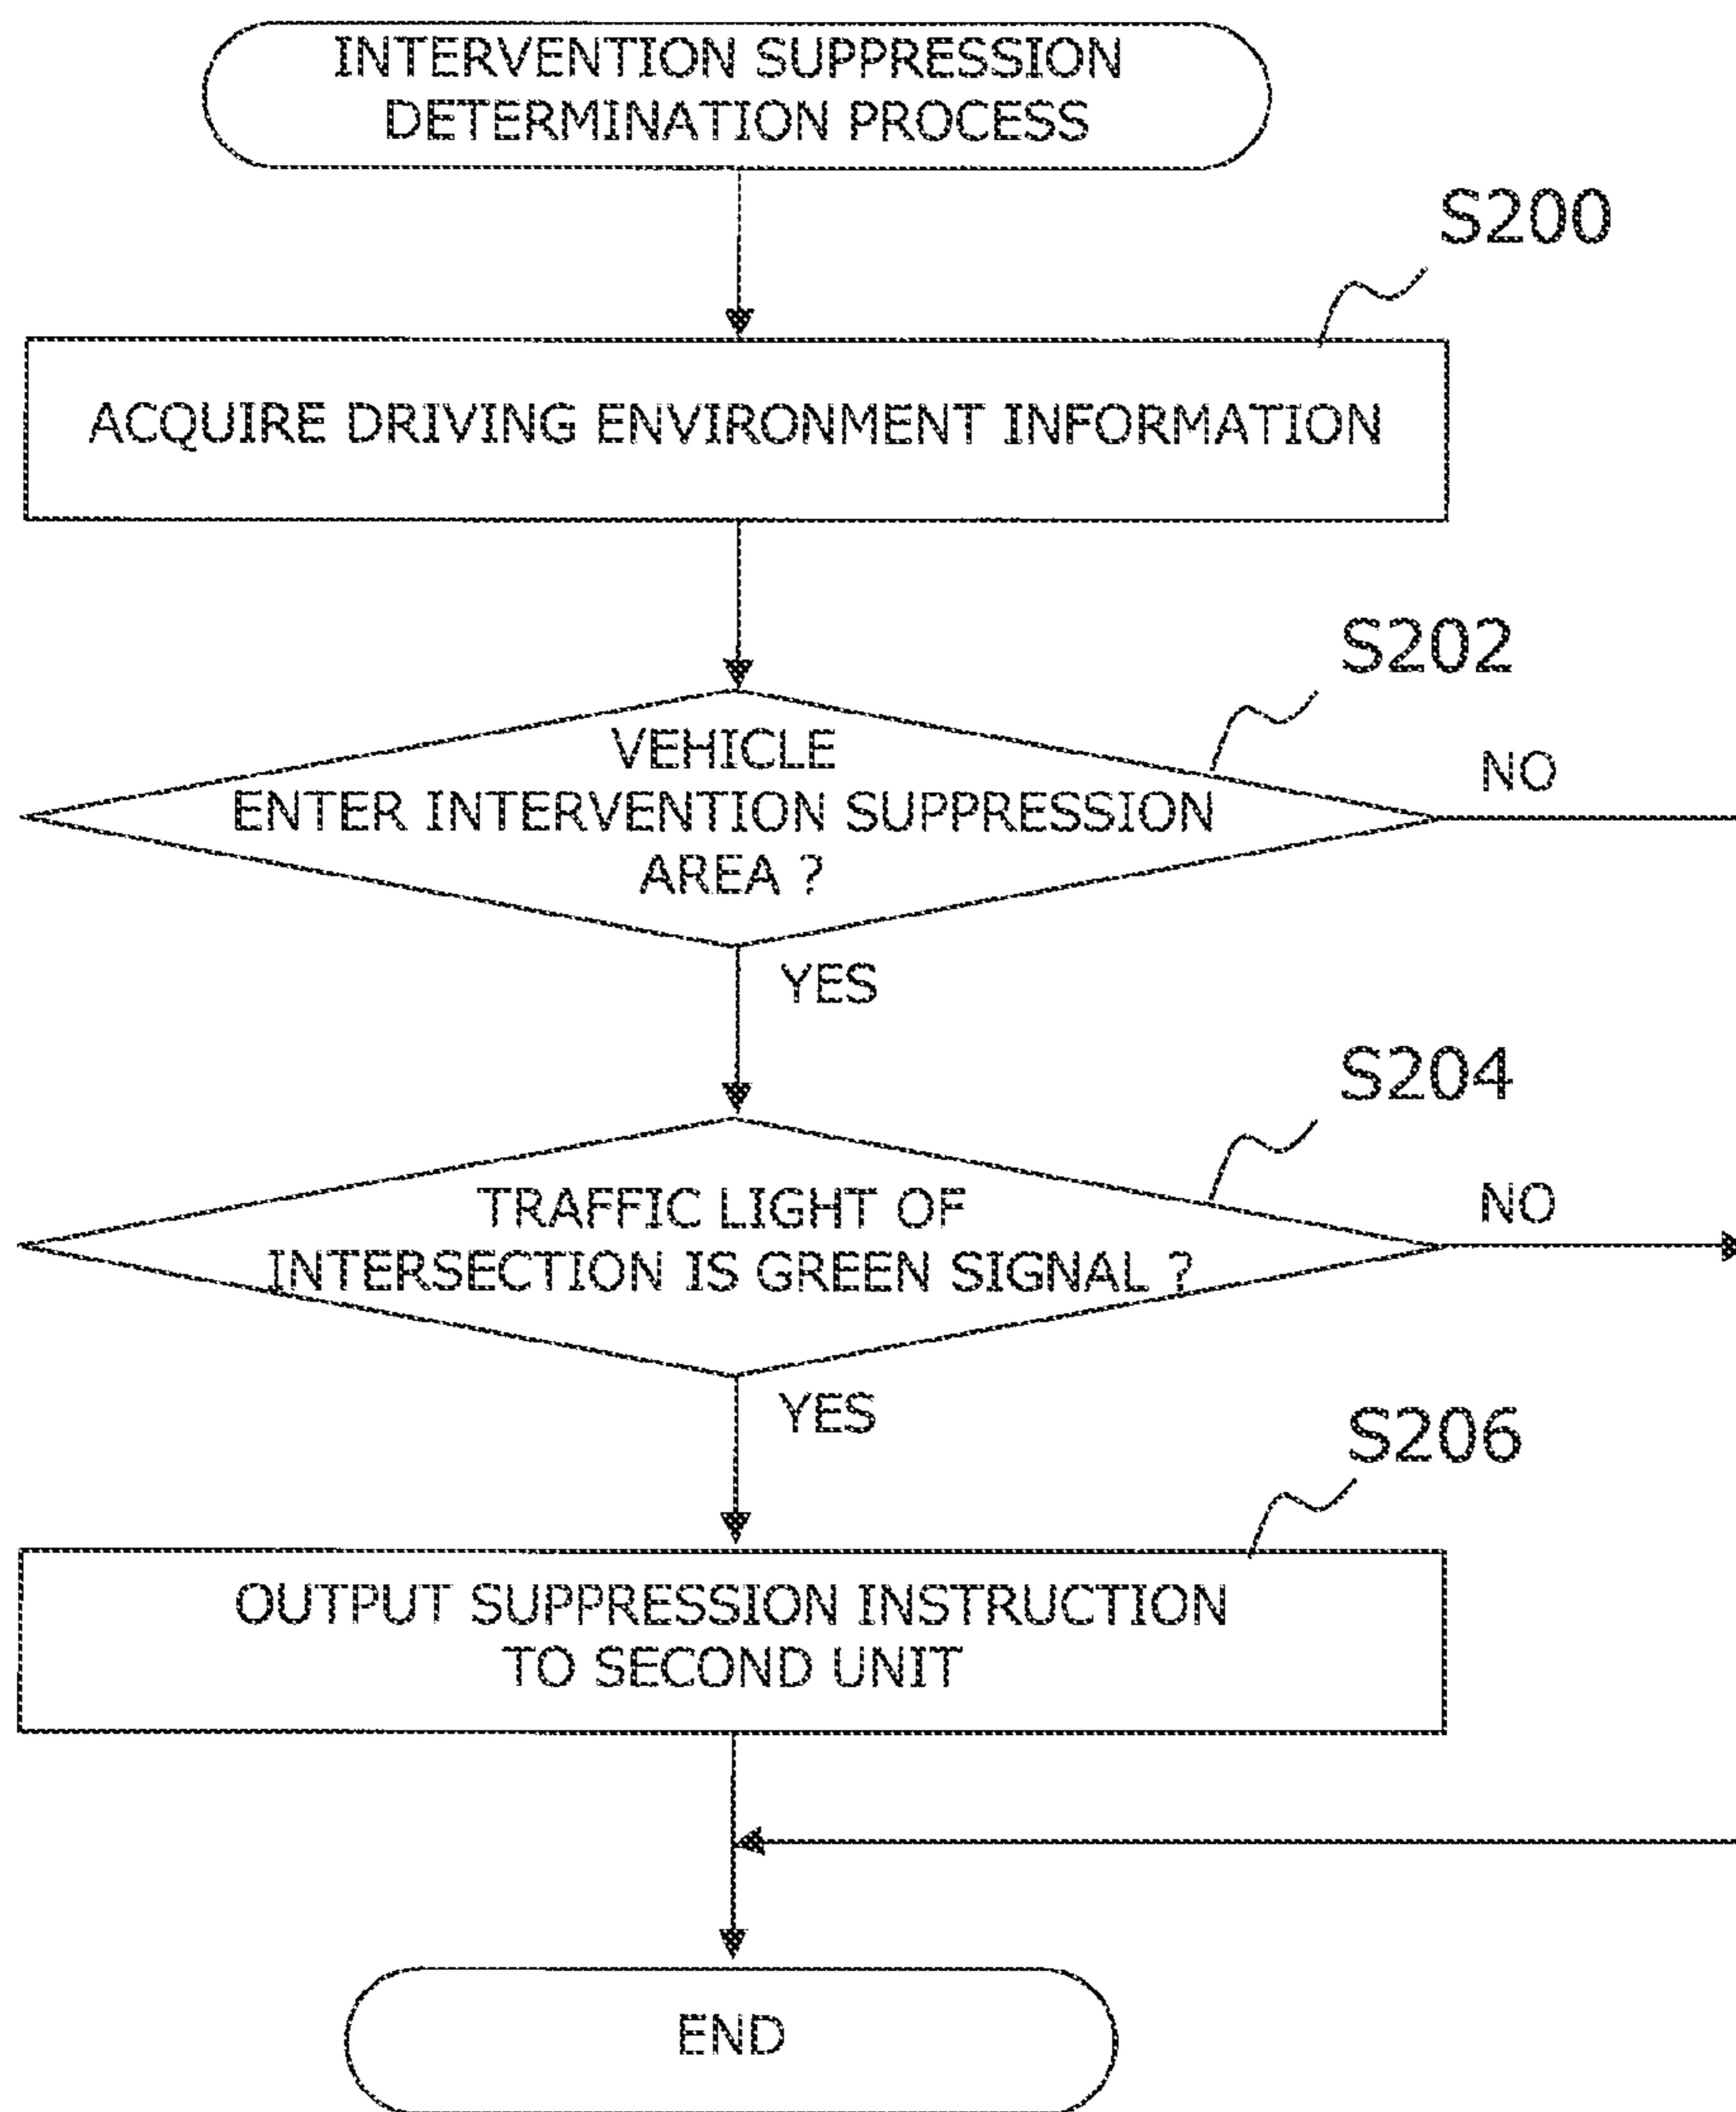 INTERVENTION SUPPRESSION
DETERMINATION PROCESS
S200
ACQUIRE DRIVING ENVIRONMENT INFORMATION
S202
VEHICLE
ENTER INTERVENTION SUPPRESSION
AREA ?
NO
YES
S204
TRAFFIC LIGHT OF
INTERSECTION IS GREEN SIGNAL ?
NO
YES
S206
OUTPUT SUPPRESSION INSTRUCTION
TO SECOND UNIT
END